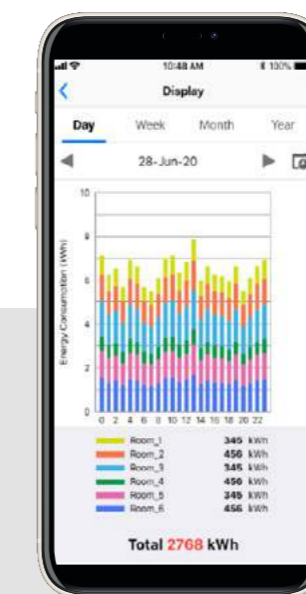 10:48 AM 100%
Display
Day Week Month Year
28-Jun-20
Energy Consumption (kWh)
10
8
6
4
2
0
0 2 4 6 8 10 12 14 16 18 20 22
Room_1 345 kWh
Room_2 456 kWh
Room_3 345 kWh
Room_4 456 kWh
Room_5 345 kWh
Room_6 456 kWh
Total 2768 kWh